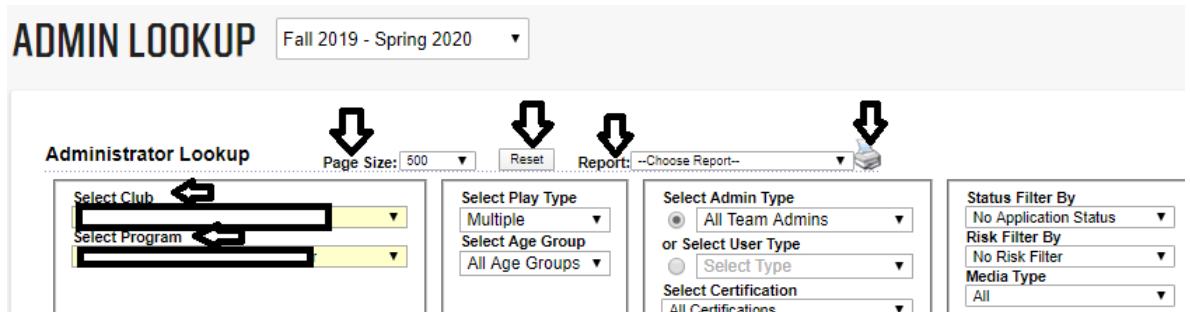 ADMIN LOOKUP Fall 2019 - Spring 2020
Administrator Lookup Page Size: 500 Reset Report: --Choose Report--
Select Club
Select Program
Select Play Type
Multiple
Select Age Group
All Age Groups
Select Admin Type
All Team Admins
or Select User Type
Select Type
Select Certification
All Certifications
Status Filter By
No Application Status
Risk Filter By
No Risk Filter
Media Type
All